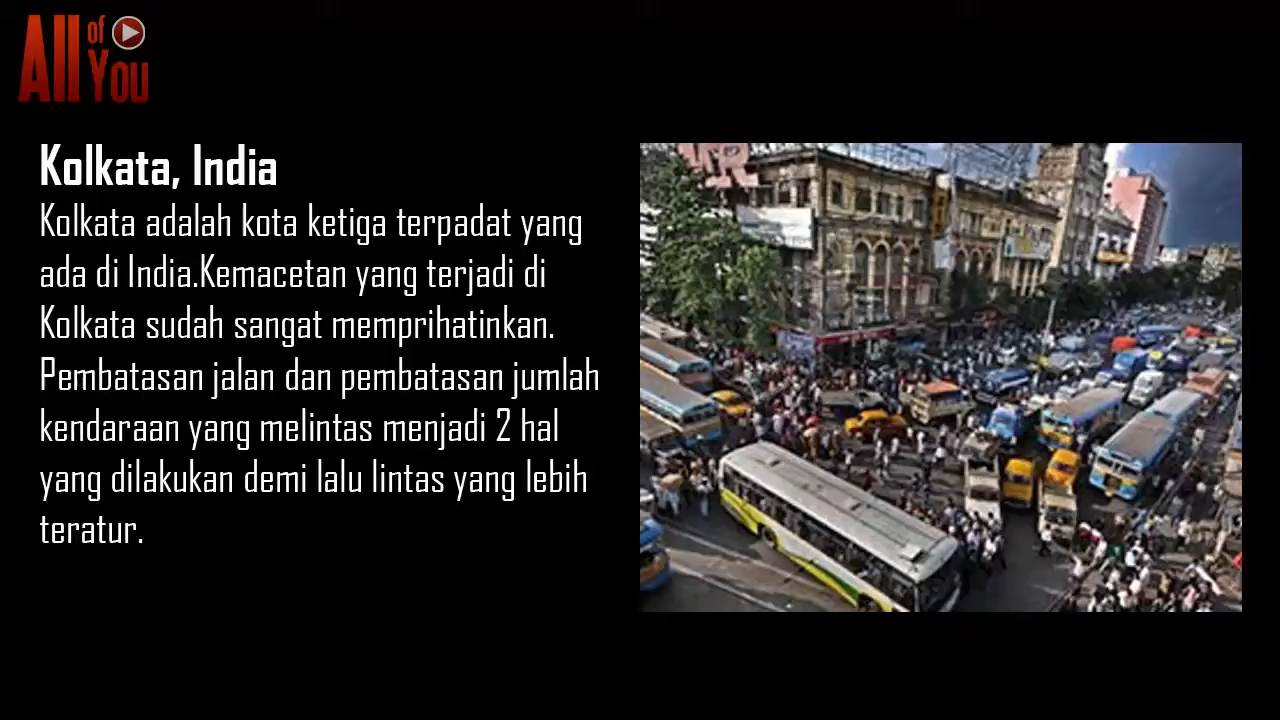 All of You
Kolkata, India
Kolkata adalah kota ketiga terpadat yang
ada di India.Kemacetan yang terjadi di
Kolkata sudah sangat memprihatinkan.
Pembatasan jalan dan pembatasan jumlah
kendaraan yang melintas menjadi 2 hal
yang dilakukan demi lalu lintas yang lebih
teratur.